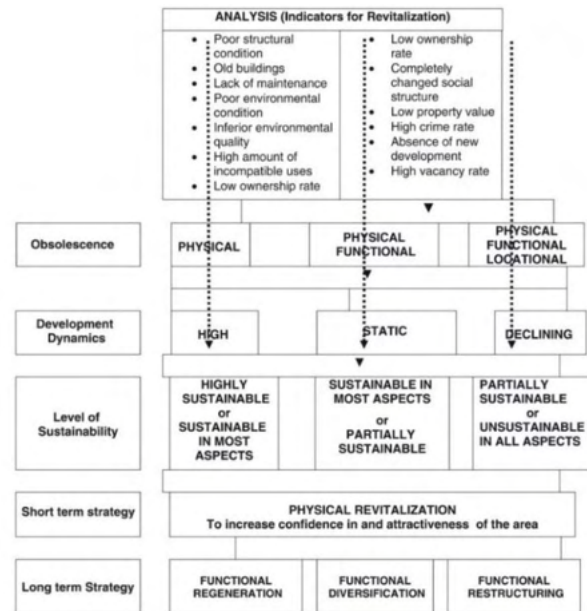 ANALYSIS (Indicators for Revitalization)
• Poor structural
condition
• Old buildings
• Lack of maintenance
• Poor environmental
condition
• Inferior environmental
quality
• High amount of
incompatible uses
• Low ownership rate
• Low ownership
rate
• Completely
changed social
structure
• Low property value
• High crime rate
• Absence of new
development
• High vacancy rate
Obsolescence
PHYSICAL
PHYSICAL
FUNCTIONAL
PHYSICAL
FUNCTIONAL
LOCATIONAL
Development
Dynamics
HIGH
STATIC
DECLINING
Level of
Sustainability
HIGHLY
SUSTAINABLE
or
SUSTAINABLE
IN MOST
ASPECTS
SUSTAINABLE IN
MOST ASPECTS
or
PARTIALLY
SUSTAINABLE
PARTIALLY
SUSTAINABLE
or
UNSUSTAINABLE
IN ALL ASPECTS
Short term strategy
PHYSICAL REVITALIZATION
To increase confidence in and attractiveness of the area
Long term Strategy
FUNCTIONAL
REGENERATION
FUNCTIONAL
DIVERSIFICATION
FUNCTIONAL
RESTRUCTURING